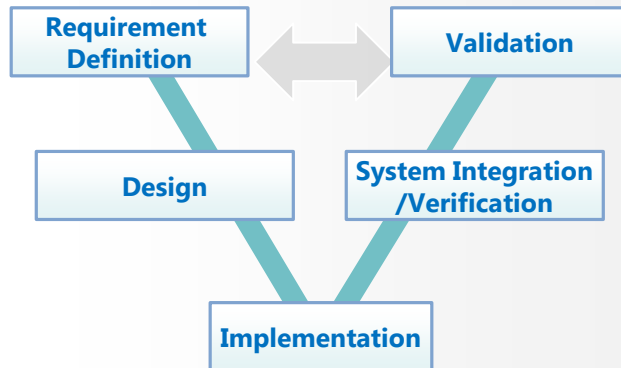 Requirement
Definition
Validation
Design
System Integration
/Verification
Implementation